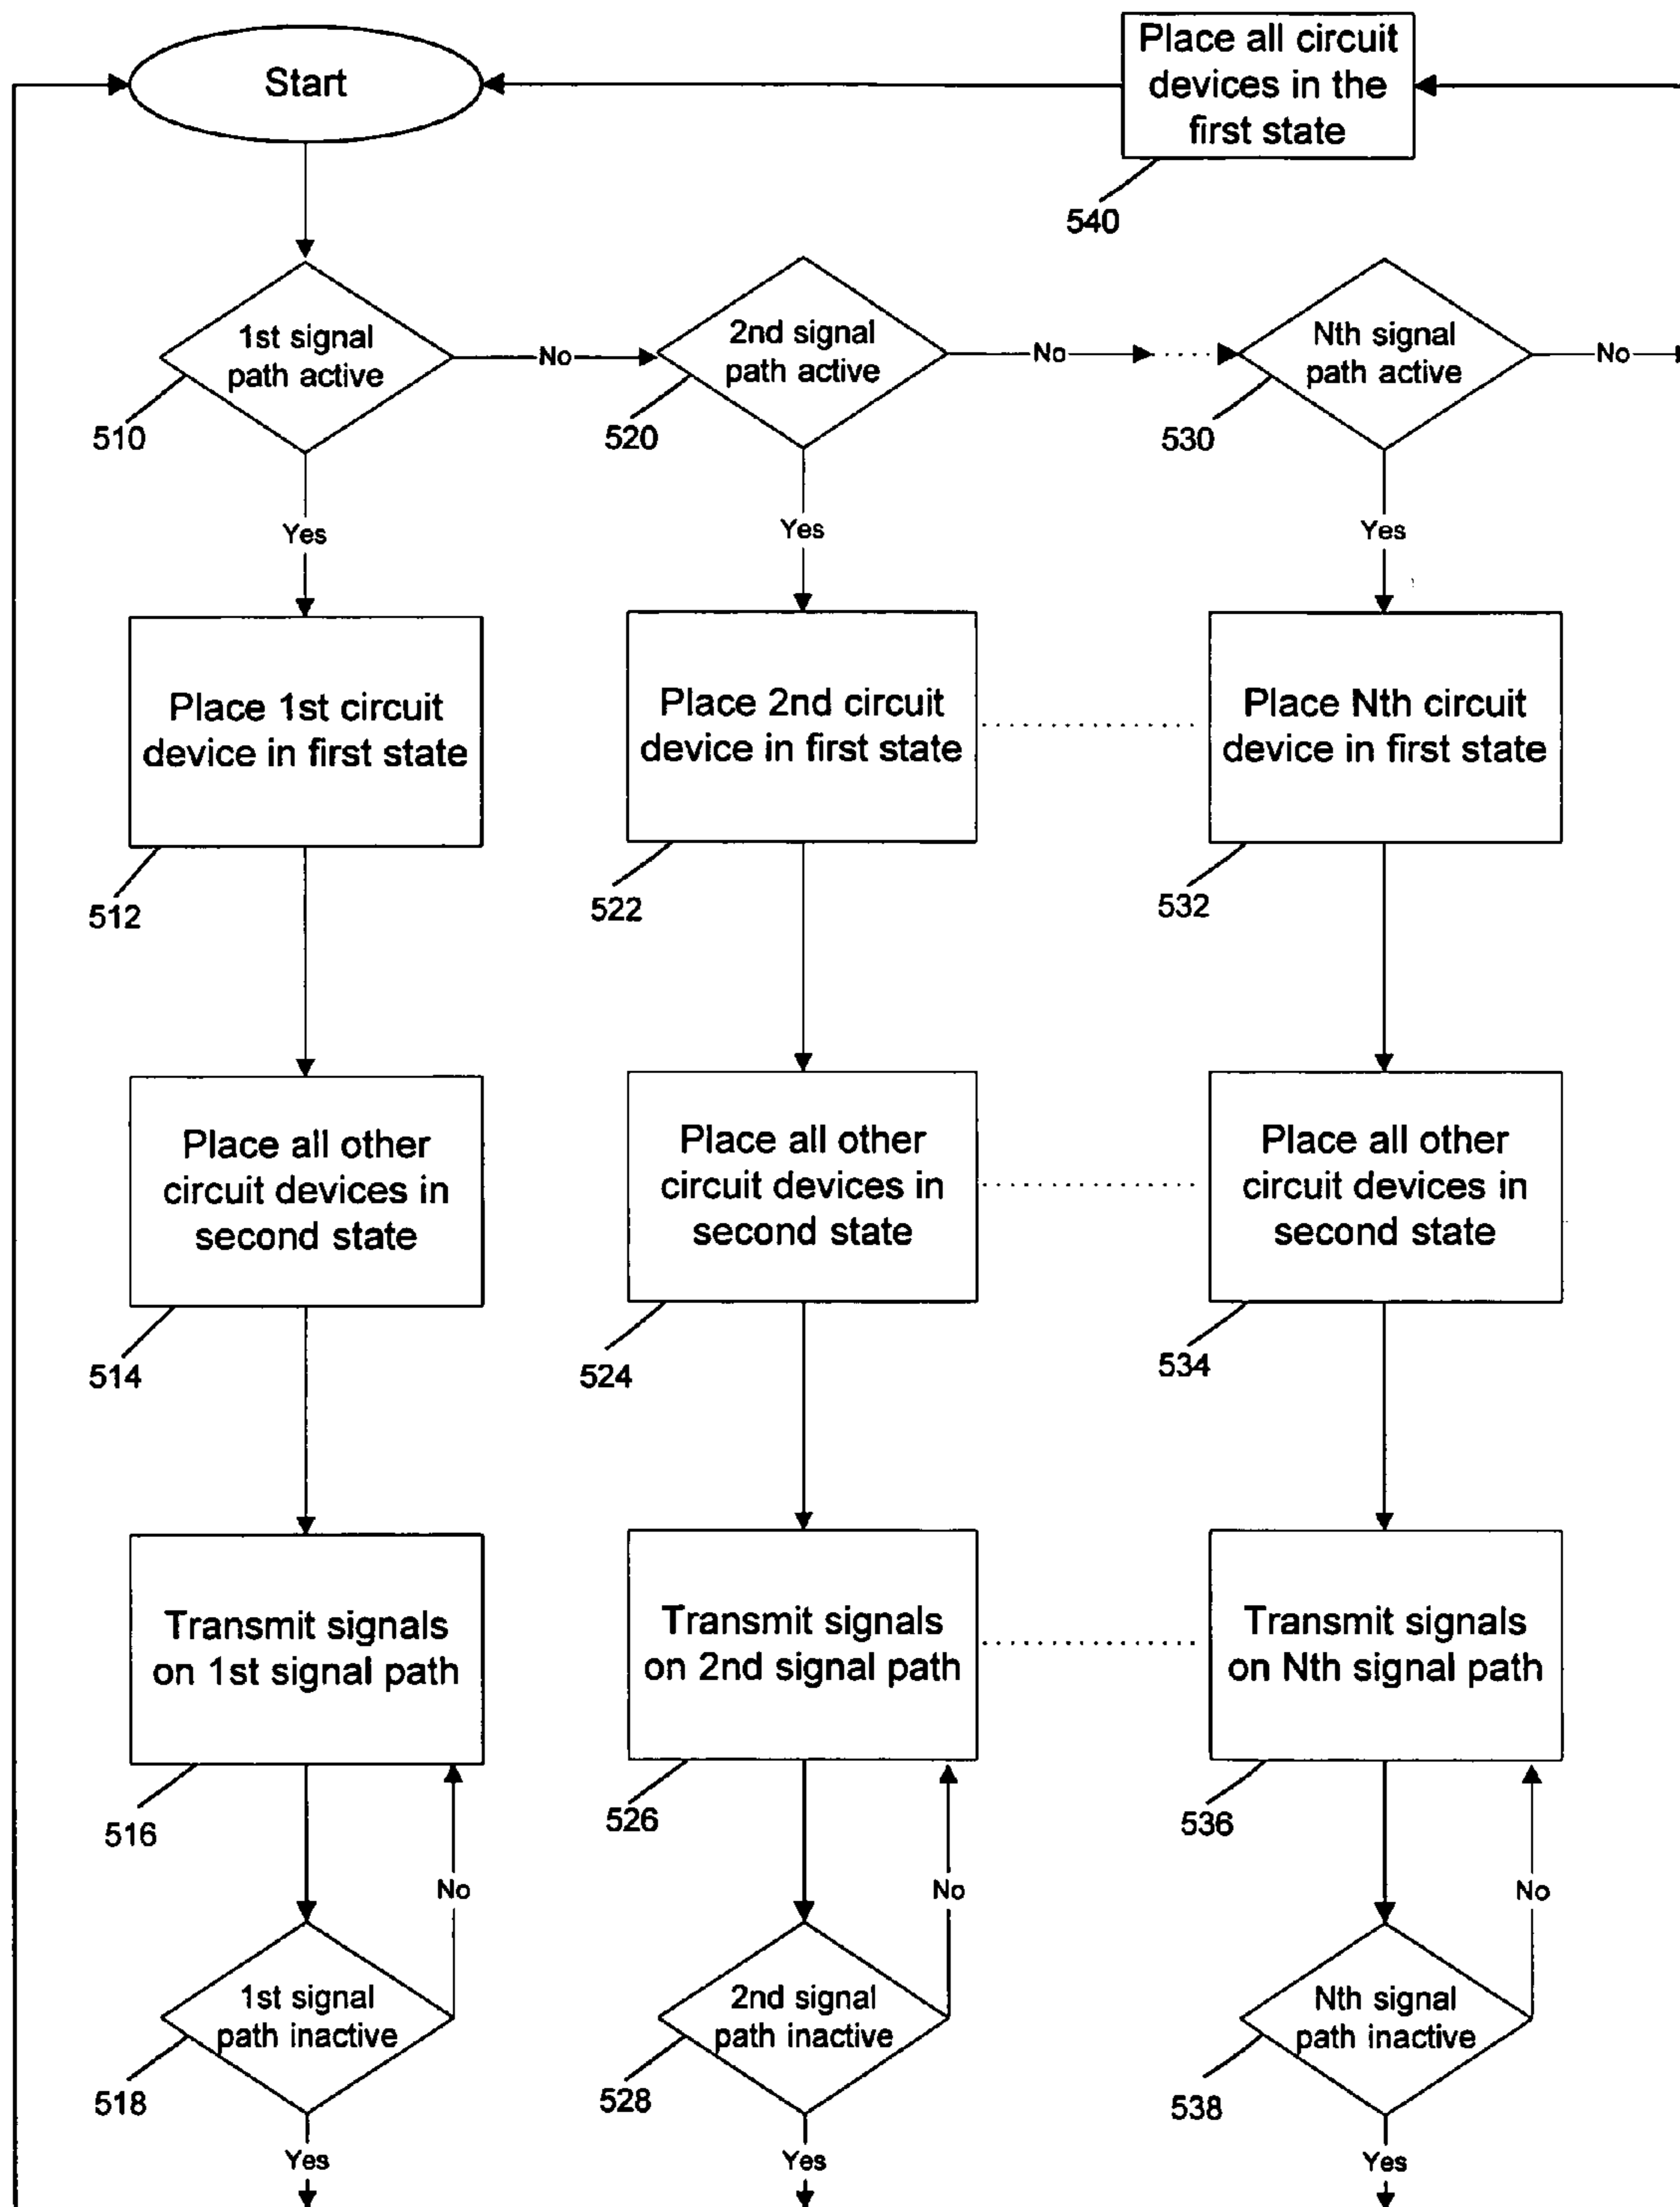 Start
Place all circuit
devices in the
first state
540
1st signal
path active
No
2nd signal
path active
No
Nth signal
path active
No
510
520
530
Yes
Yes
Yes
Place 1st circuit
device in first state
Place 2nd circuit
device in first state
Place Nth circuit
device in first state
512
522
532
Place all other
circuit devices in
second state
Place all other
circuit devices in
second state
Place all other
circuit devices in
second state
514
524
534
Transmit signals
on 1st signal path
Transmit signals
on 2nd signal path
Transmit signals
on Nth signal path
516
526
536
No
No
No
1st signal
path inactive
2nd signal
path inactive
Nth signal
path inactive
518
528
538
Yes
Yes
Yes